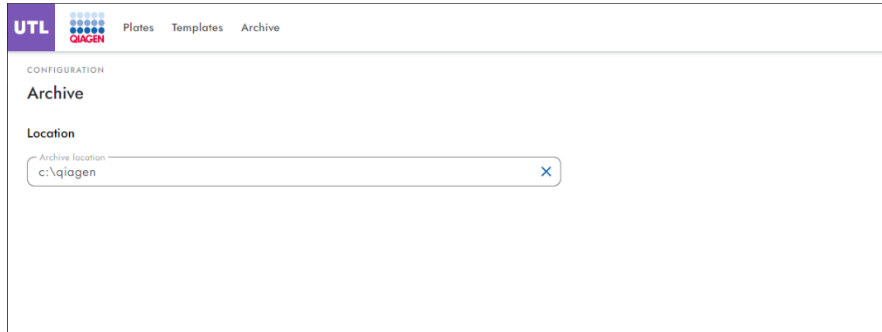 UTL QIAGEN Plates Templates Archive
CONFIGURATION
Archive
Location
Archive location
c:\qiagen